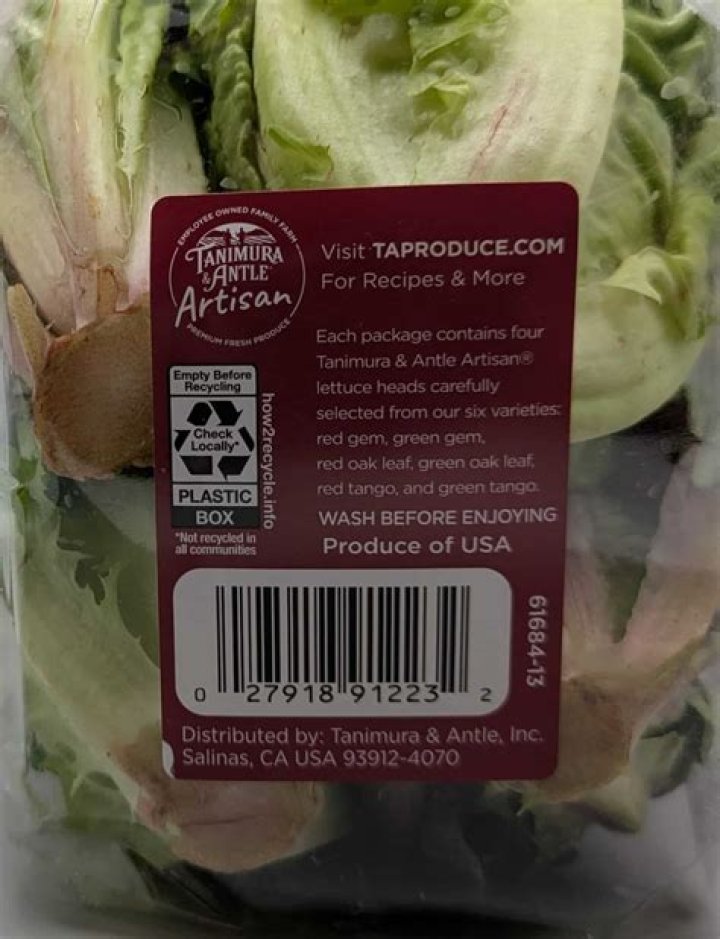 EMPLOYEE OWNED FAMILY FARM
TANIMURA
& ANTLE
Artisan
PREMIUM FRESH PRODUCE
Visit TAPRODUCE.COM
For Recipes & More
Each package contains four
Tanimura & Antle Artisan®
lettuce heads carefully
selected from our six varieties:
red gem, green gem,
red oak leaf, green oak leaf,
red tango, and green tango.
WASH BEFORE ENJOYING
Produce of USA
Empty Before
Recycling
Check
Locally*
PLASTIC
BOX
*Not recycled in
all communities
how2recycle.info
0 27918 91223 2
61684-13
Distributed by: Tanimura & Antle, Inc.
Salinas, CA USA 93912-4070